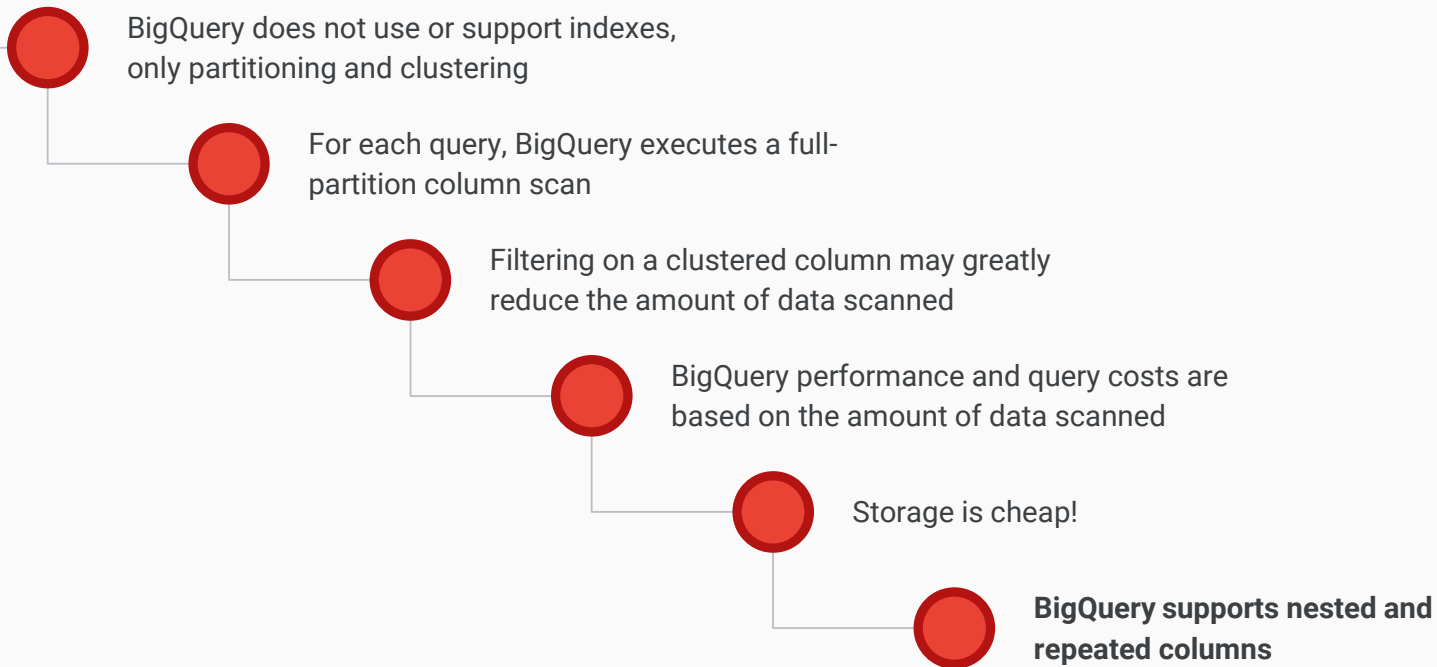 BigQuery does not use or support indexes,
only partitioning and clustering
For each query, BigQuery executes a full-
partition column scan
Filtering on a clustered column may greatly
reduce the amount of data scanned
BigQuery performance and query costs are
based on the amount of data scanned
Storage is cheap!
BigQuery supports nested and
repeated columns